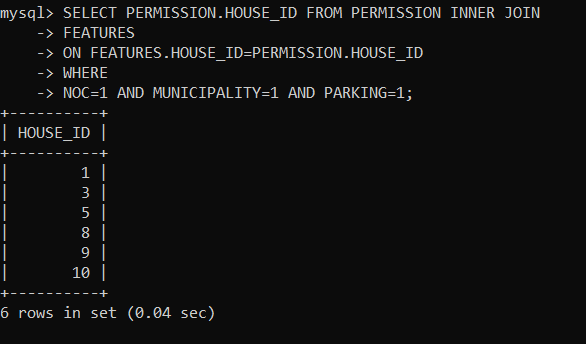 mysql> SELECT PERMISSION.HOUSE_ID FROM PERMISSION INNER JOIN
    -> FEATURES
    -> ON FEATURES.HOUSE_ID=PERMISSION.HOUSE_ID
    -> WHERE
    -> NOC=1 AND MUNICIPALITY=1 AND PARKING=1;
+----------+
| HOUSE_ID |
+----------+
|        1 |
|        3 |
|        5 |
|        8 |
|        9 |
|       10 |
+----------+
6 rows in set (0.04 sec)